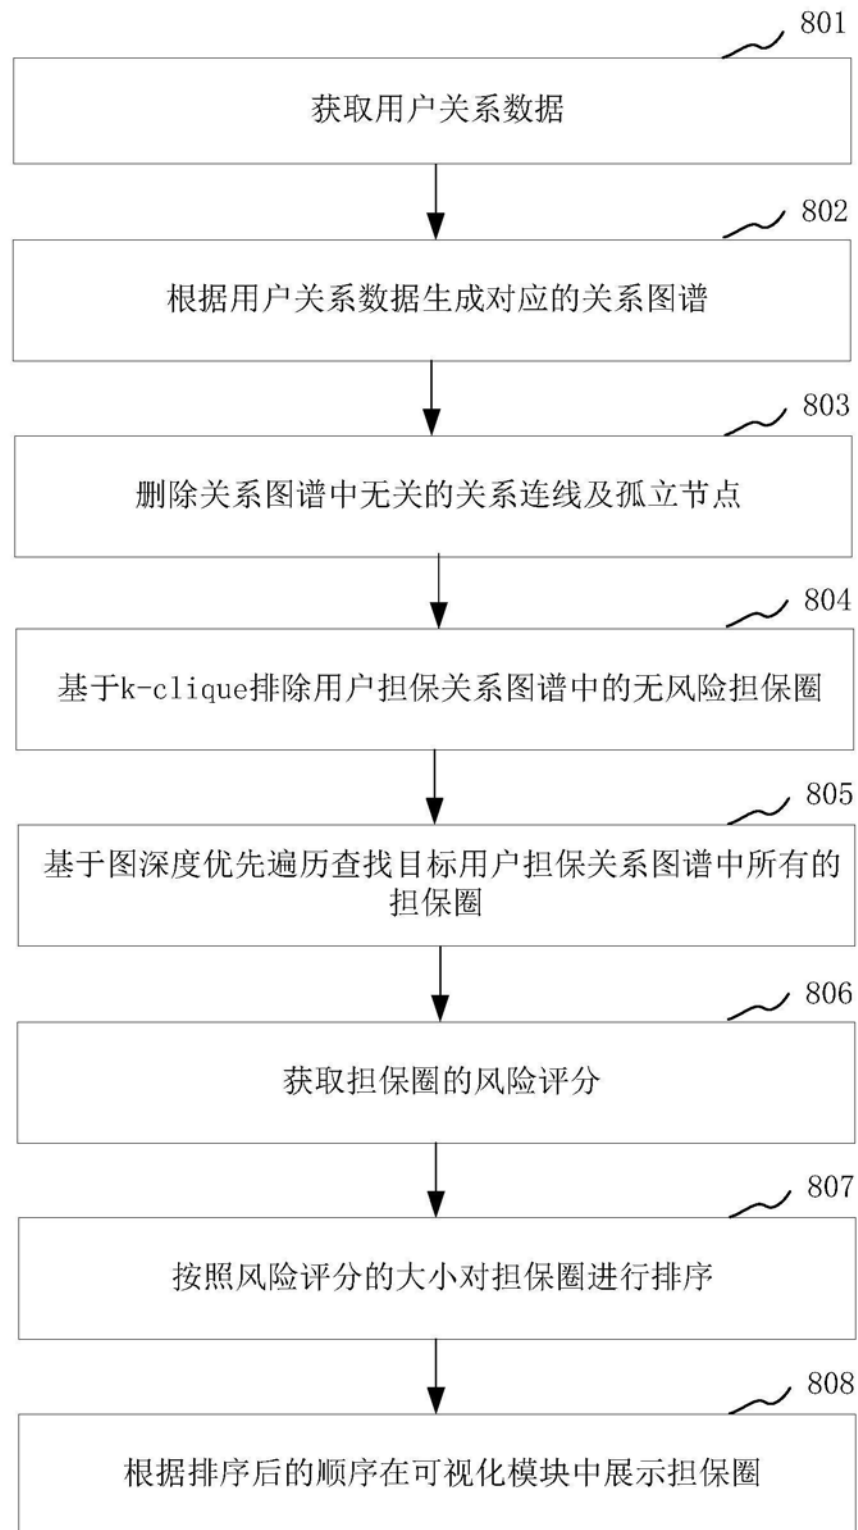 801
获取用户关系数据
802
根据用户关系数据生成对应的关系图谱
803
删除关系图谱中无关的关系连线及孤立节点
804
基于k-clique排除用户担保关系图谱中的无风险担保圈
805
基于图深度优先遍历查找目标用户担保关系图谱中所有的
担保圈
806
获取担保圈的风险评分
807
按照风险评分的大小对担保圈进行排序
808
根据排序后的顺序在可视化模块中展示担保圈